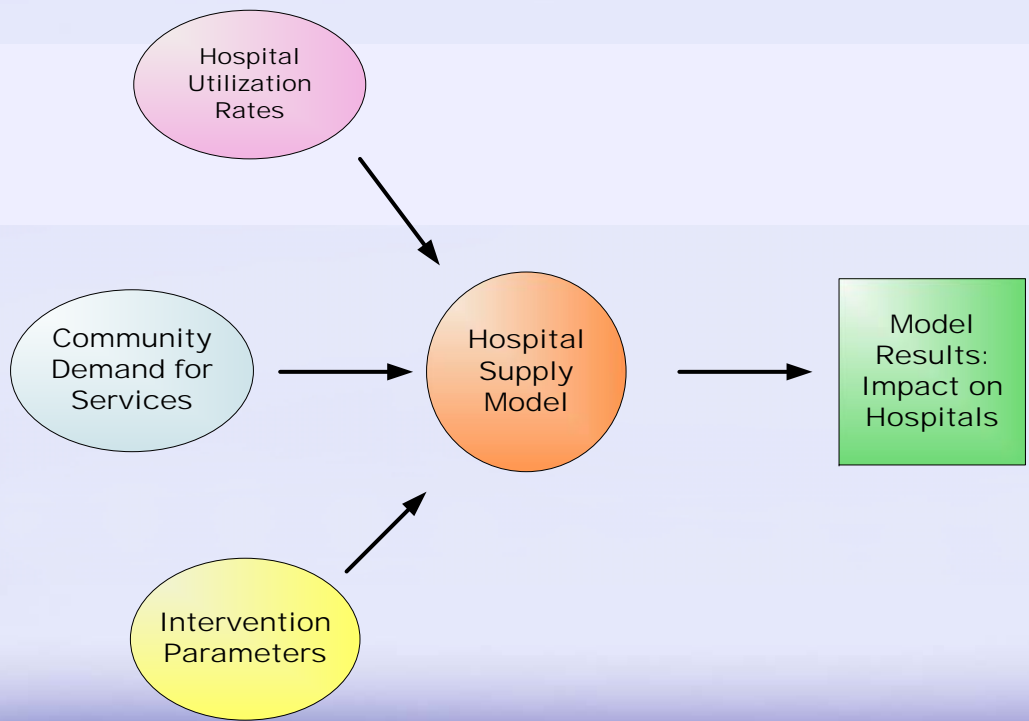 Hospital
Utilization
Rates
Community
Demand for
Services
Hospital
Supply
Model
Model
Results:
Impact on
Hospitals
Intervention
Parameters